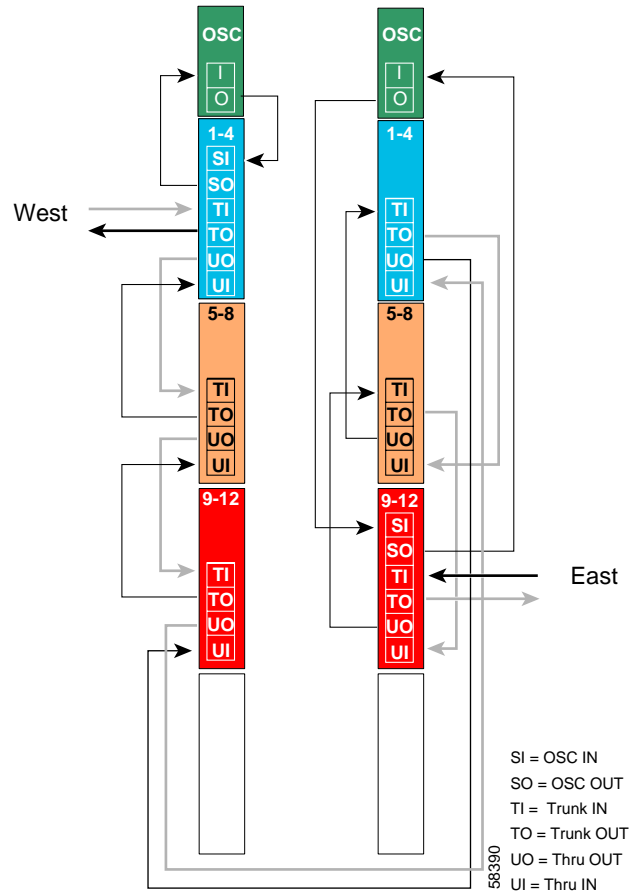 OSC
I
O
1-4
SI
SO
TI
TO
UO
UI
5-8
TI
TO
UO
UI
9-12
TI
TO
UO
UI
West
OSC
I
O
1-4
TI
TO
UO
UI
5-8
TI
TO
UO
UI
9-12
SI
SO
TI
TO
UO
UI
East
SI = OSC IN
SO = OSC OUT
TI = Trunk IN
TO = Trunk OUT
UO = Thru OUT
UI = Thru IN
58390